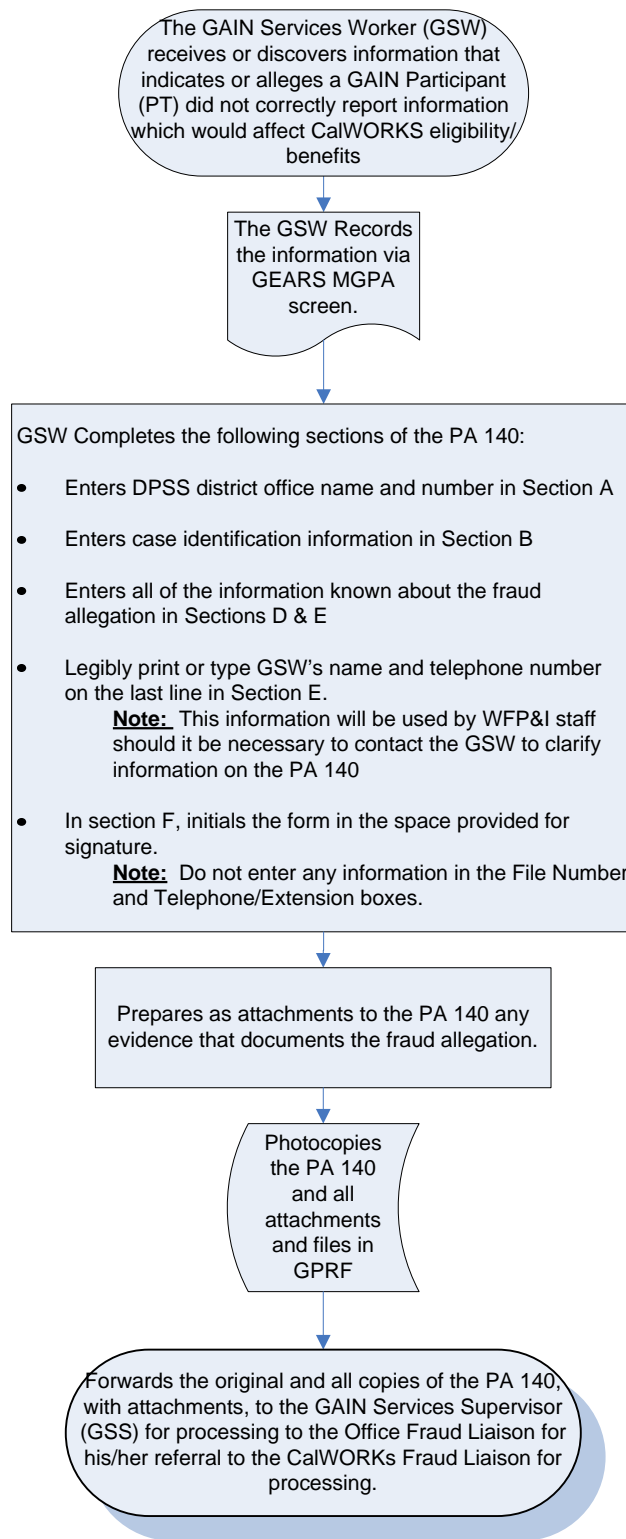 The GAIN Services Worker (GSW)
receives or discovers information that
indicates or alleges a GAIN Participant
(PT) did not correctly report information
which would affect CalWORKS eligibility/
benefits
The GSW Records
the information via
GEARS MGPA
screen.
GSW Completes the following sections of the PA 140:
• Enters DPSS district office name and number in Section A
• Enters case identification information in Section B
• Enters all of the information known about the fraud
allegation in Sections D & E
• Legibly print or type GSW's name and telephone number
on the last line in Section E.
Note: This information will be used by WFP&I staff
should it be necessary to contact the GSW to clarify
information on the PA 140
• In section F, initials the form in the space provided for
signature.
Note: Do not enter any information in the File Number
and Telephone/Extension boxes.
Prepares as attachments to the PA 140 any
evidence that documents the fraud allegation.
Photocopies
the PA 140
and all
attachments
and files in
GPRF
Forwards the original and all copies of the PA 140,
with attachments, to the GAIN Services Supervisor
(GSS) for processing to the Office Fraud Liaison for
his/her referral to the CalWORKs Fraud Liaison for
processing.